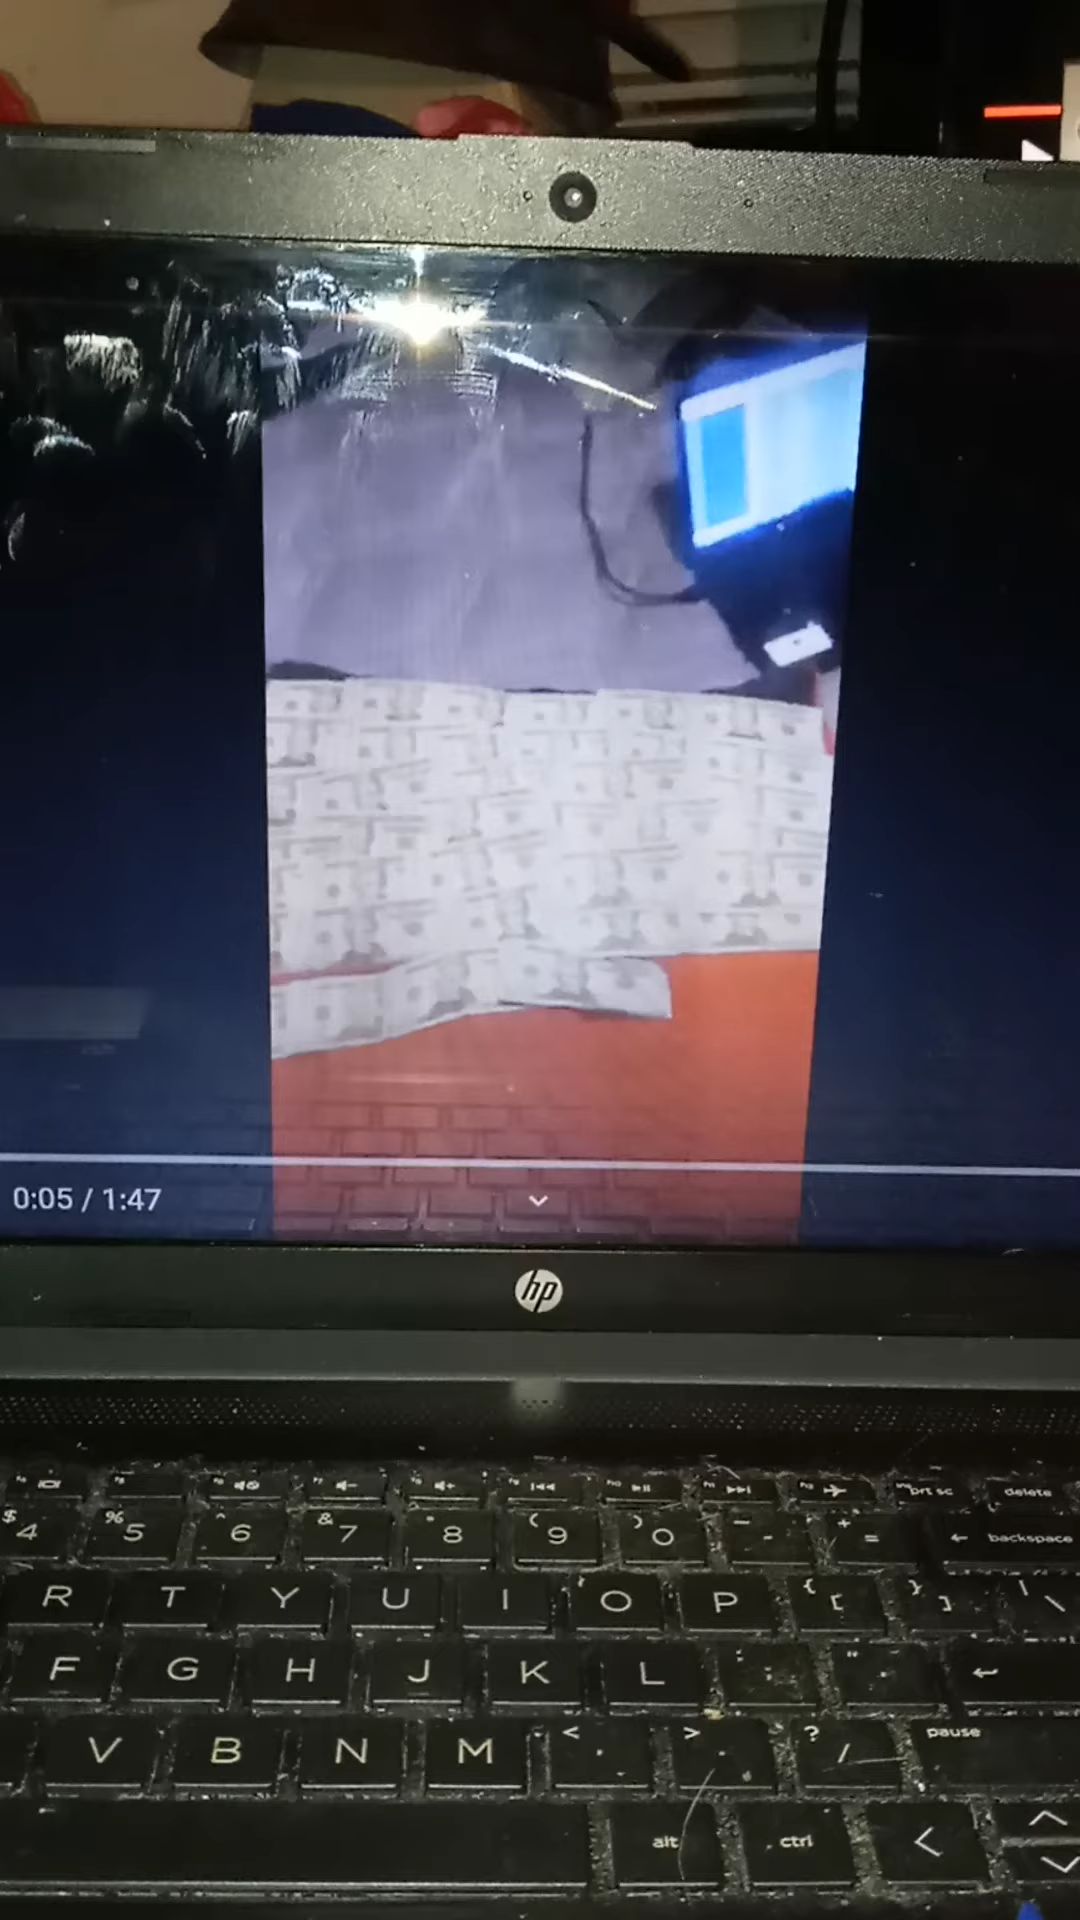 0:05 / 1:47
hp
prt sc
delete
$ 4
% 5
^ 6
& 7
* 8
( 9
) 0
- 
+ =
backspace
R T Y U I O P { [ } ] | \
F G H J K L : ; " '
V B N M < , > . ? / pause
alt ctrl